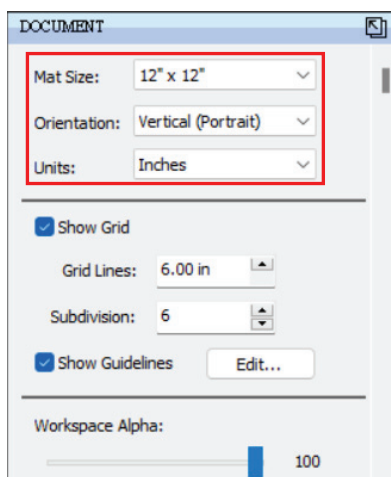 DOCUMENT
Mat Size: 12" x 12"
Orientation: Vertical (Portrait)
Units: Inches
Show Grid
Grid Lines: 6.00 in
Subdivision: 6
Show Guidelines Edit...
Workspace Alpha:
100